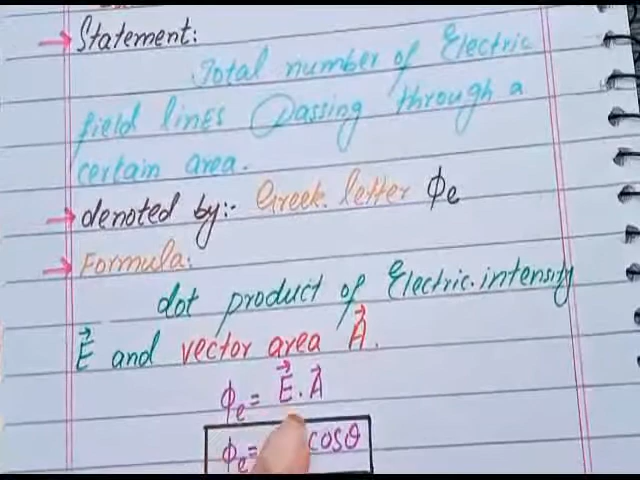 → Statement:
Total number of Electric
field lines passing through a
certain area.
→ denoted by:- Greek letter ϕe
→ Formula:
dot product of Electric.intensity
E⃗ and vector area A⃗.
ϕe = E⃗ . A⃗
ϕe = cosθ